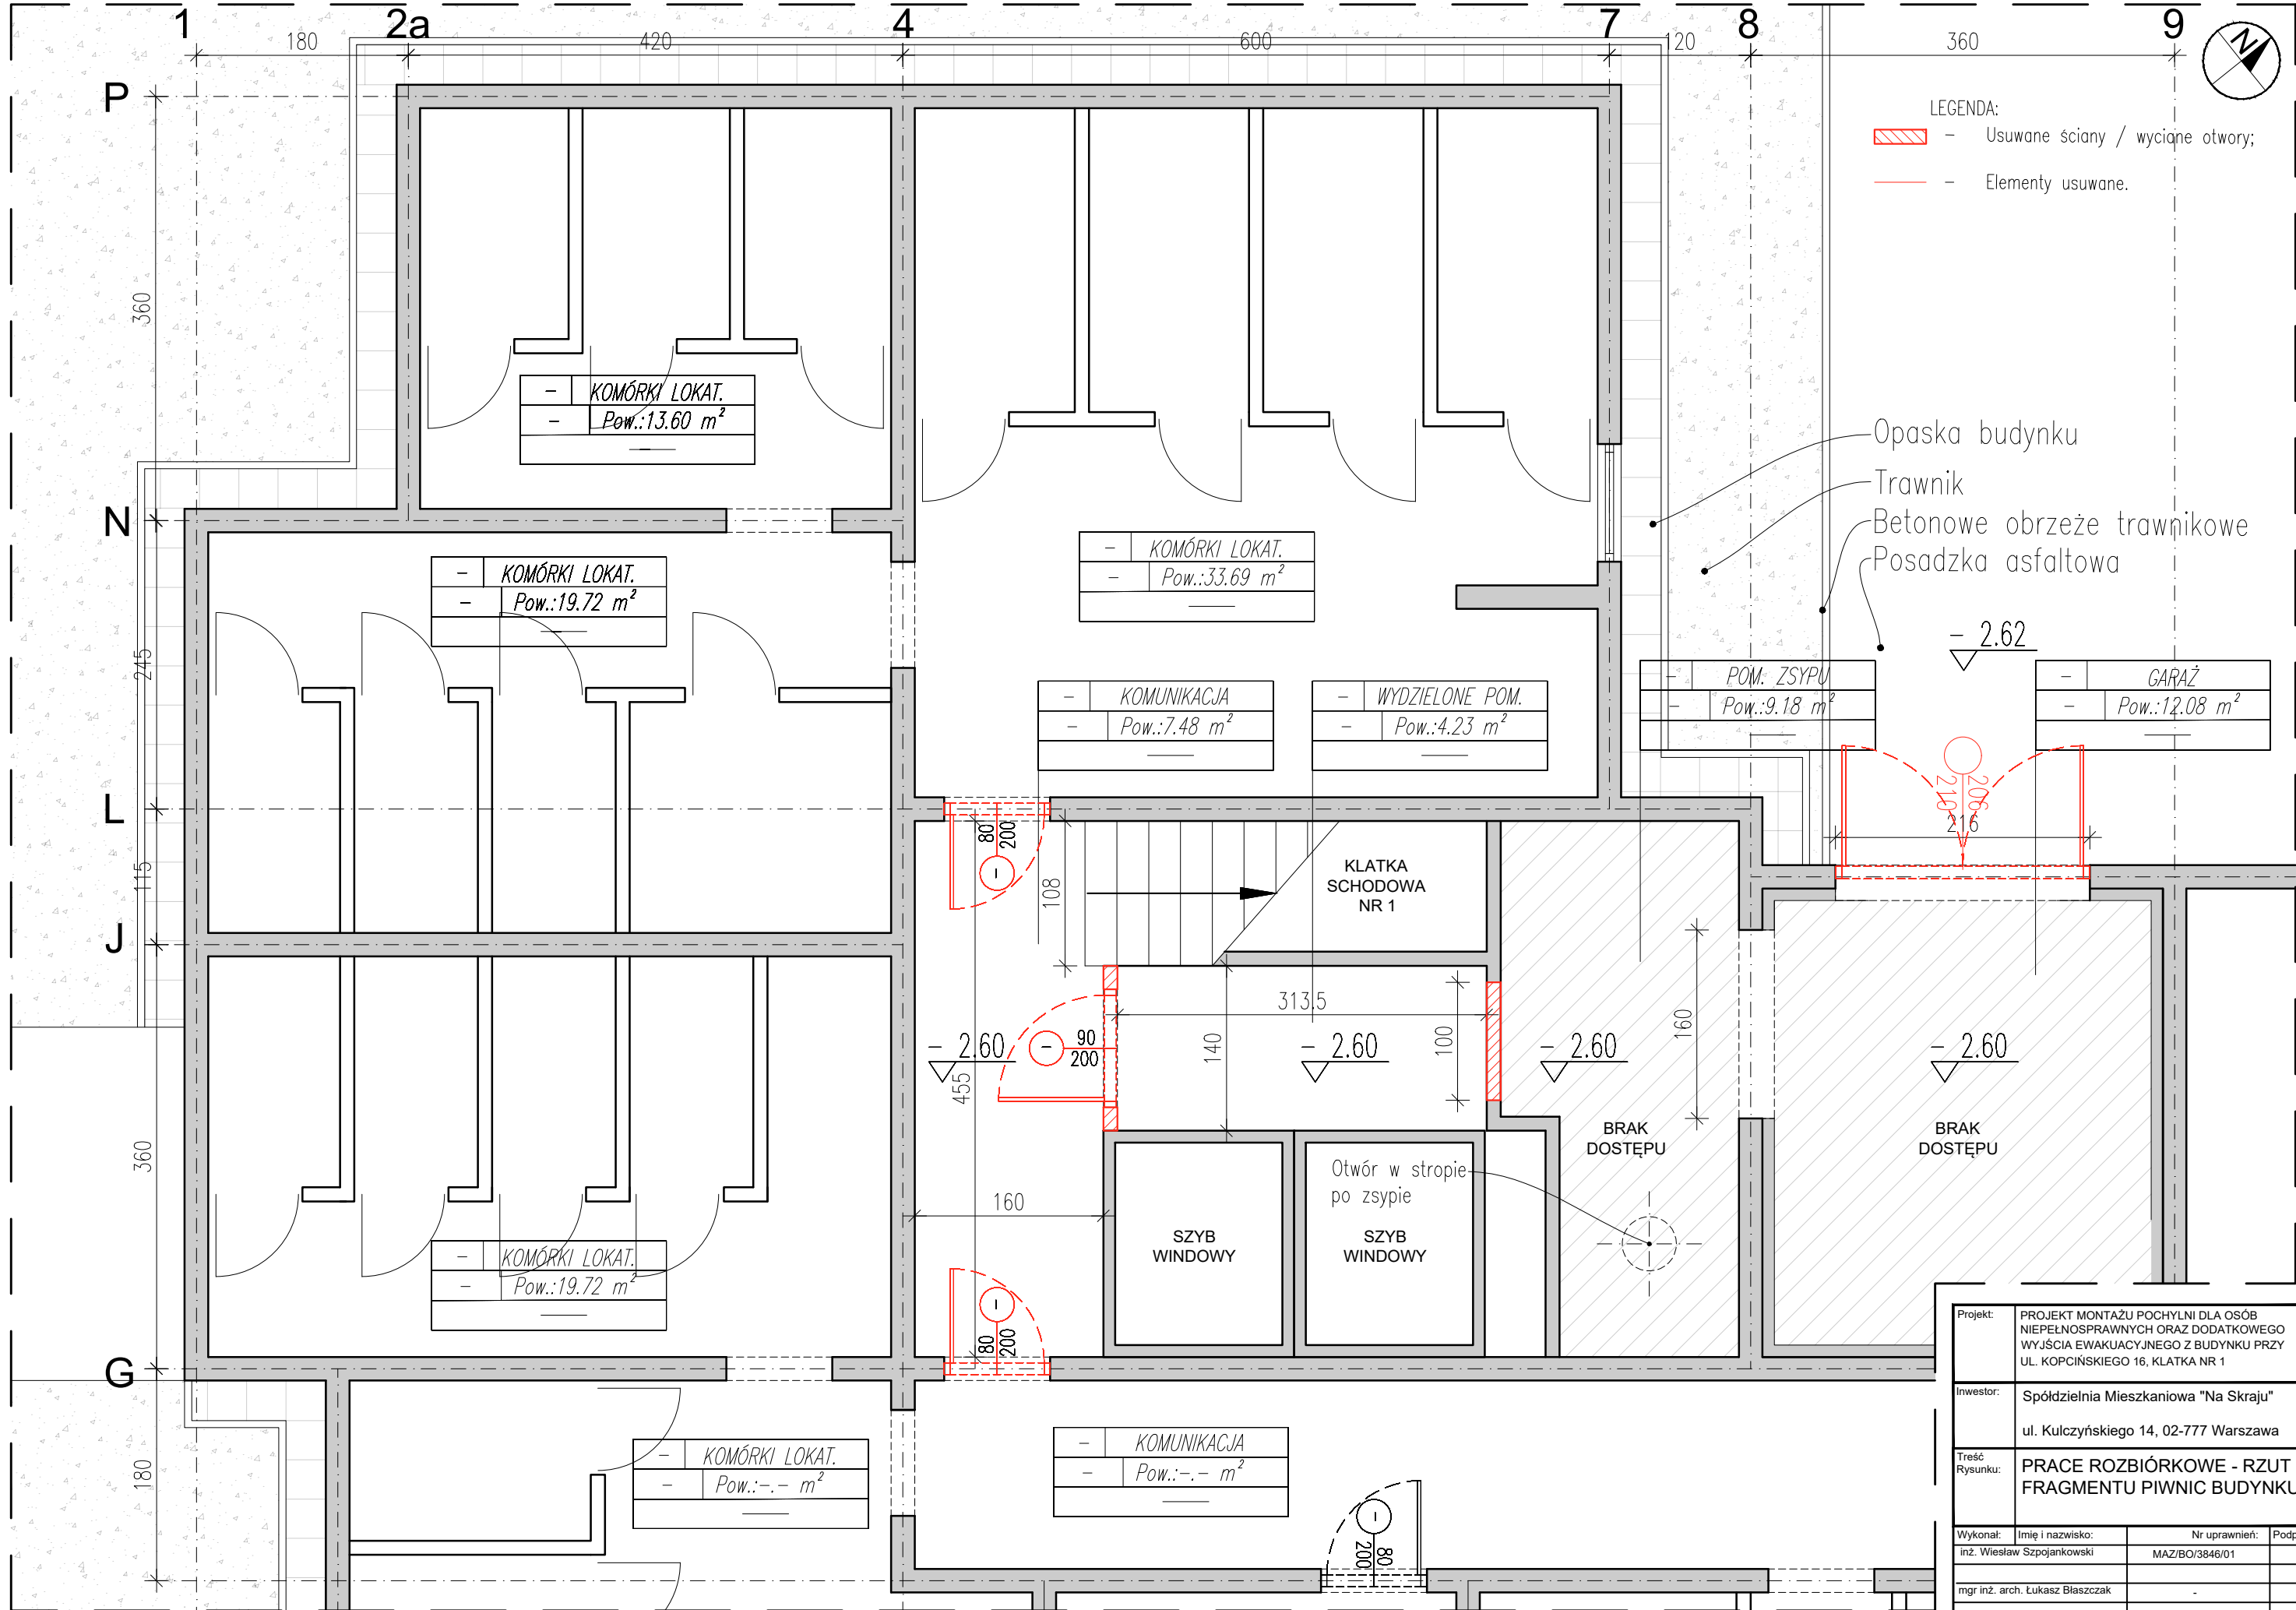 1
2a
4
7
8
9
180
420
600
120
360
N
P
N
L
J
G
360
245
115
360
180
LEGENDA:
- Usuwane ściany / wycięne otwory;
- Elementy usuwane.
- KOMÓRKI LOKAT.
- Pow.:13.60 m²
—
- KOMÓRKI LOKAT.
- Pow.:33.69 m²
—
- KOMÓRKI LOKAT.
- Pow.:19.72 m²
—
Opaska budynku
Trawnik
Betonowe obrzeże trawnikowe
Posadzka asfaltowa
- 2.62
- KOMUNIKACJA
- Pow.:7.48 m²
—
- WYDZIELONE POM.
- Pow.:4.23 m²
—
- POM. ZSYPU
- Pow.:9.18 m²
—
- GARAŻ
- Pow.:12.08 m²
—
206
210
216
80
200
108
KLATKA
SCHODOWA
NR 1
313.5
90
200
140
100
160
455
- 2.60
- 2.60
- 2.60
- 2.60
BRAK
DOSTĘPU
BRAK
DOSTĘPU
Otwór w stropie
po zsypie
160
SZYB
WINDOWY
SZYB
WINDOWY
80
200
- KOMÓRKI LOKAT.
- Pow.:19.72 m²
—
- KOMÓRKI LOKAT.
- Pow.:-.- m²
—
- KOMUNIKACJA
- Pow.:-.- m²
—
80
200
Projekt:
PROJEKT MONTAŻU POCHYLNI DLA OSÓB
NIEPEŁNOSPRAWNYCH ORAZ DODATKOWEGO
WYJŚCIA EWAKUACYJNEGO Z BUDYNKU PRZY
UL. KOPCIŃSKIEGO 16, KLATKA NR 1
Inwestor:
Spółdzielnia Mieszkaniowa "Na Skraju"
ul. Kulczyńskiego 14, 02-777 Warszawa
Treść
Rysunku:
PRACE ROZBIÓRKOWE - RZUT
FRAGMENTU PIWNIC BUDYNKU
Wykonał: Imię i nazwisko: Nr uprawnień: Podp
inż. Wiesław Szpojankowski MAZ/BO/3846/01
mgr inż. arch. Łukasz Błaszczak -